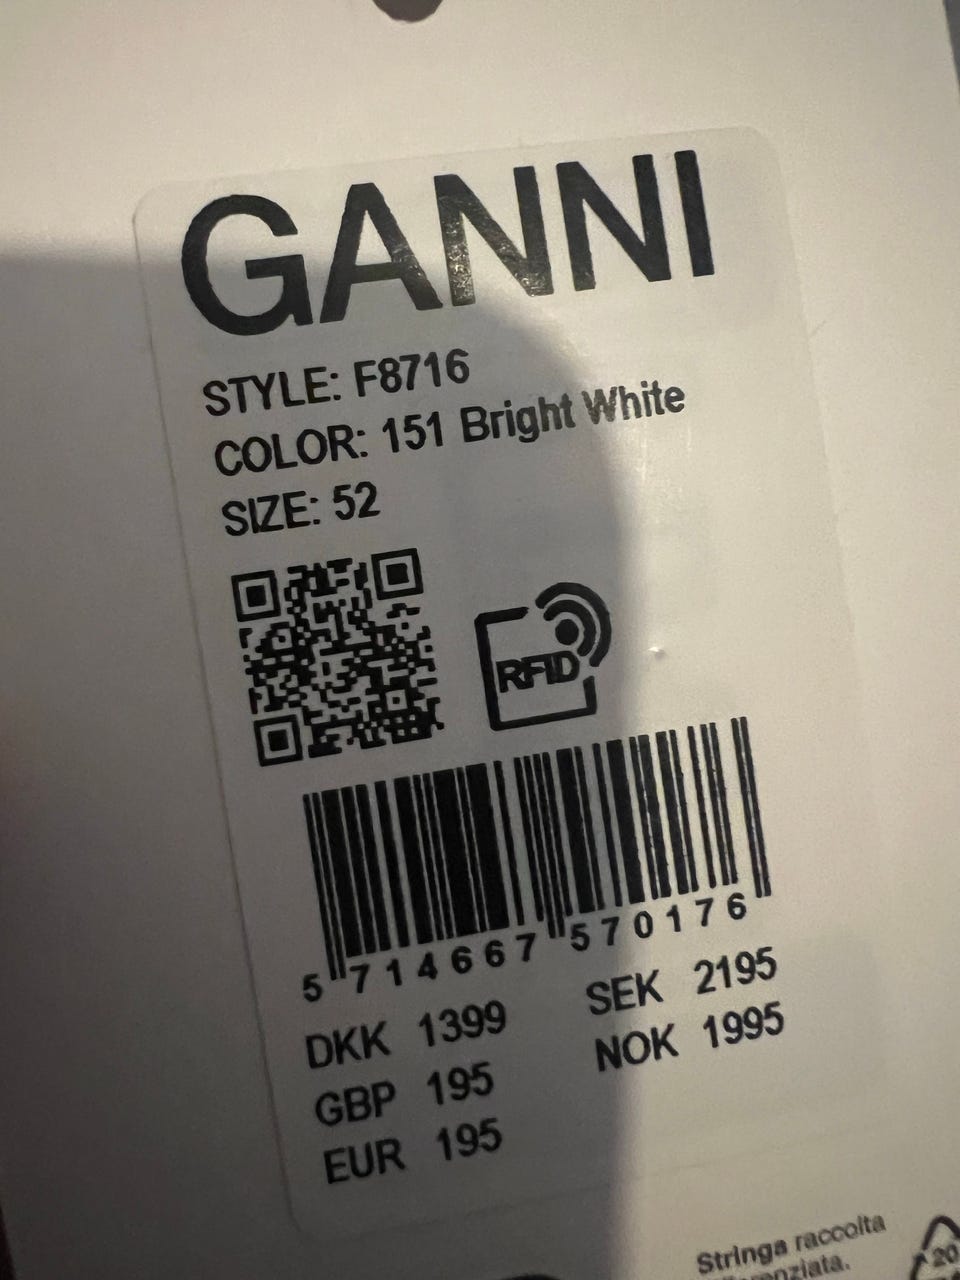 GANNI
STYLE: F8716
COLOR: 151 Bright White
SIZE: 52
RFID
5 714667 570176
DKK 1399 SEK 2195
GBP 195 NOK 1995
EUR 195
Stringa raccolta
20